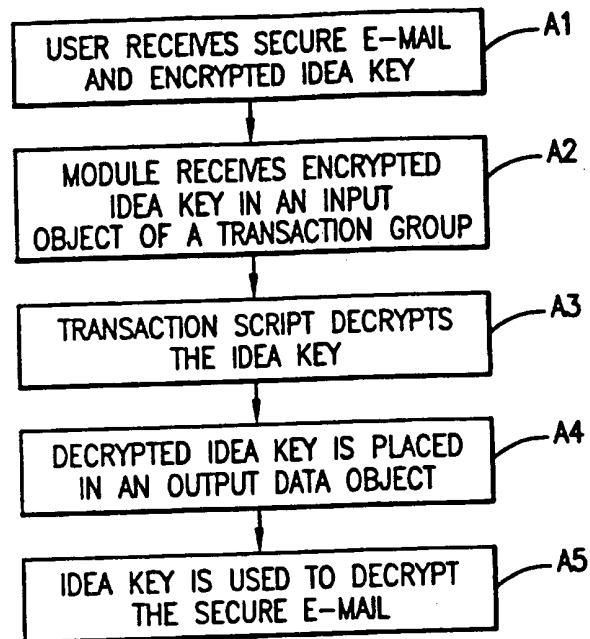 USER RECEIVES SECURE E-MAIL
AND ENCRYPTED IDEA KEY
A1
MODULE RECEIVES ENCRYPTED
IDEA KEY IN AN INPUT
OBJECT OF A TRANSACTION GROUP
A2
TRANSACTION SCRIPT DECRYPTS
THE IDEA KEY
A3
DECRYPTED IDEA KEY IS PLACED
IN AN OUTPUT DATA OBJECT
A4
IDEA KEY IS USED TO DECRYPT
THE SECURE E-MAIL
A5